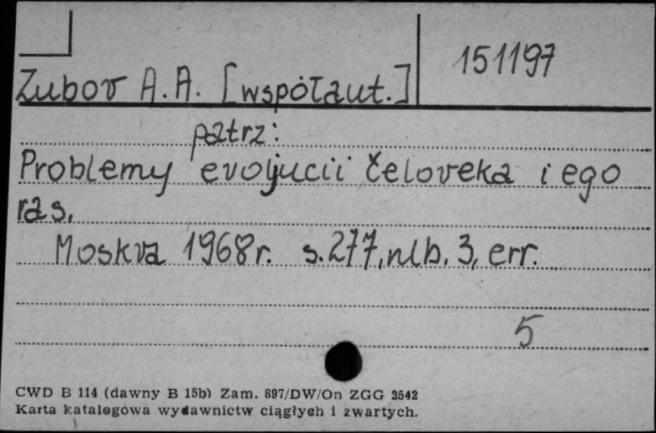 151197
Zubov A. A. [współaut.]
patrz:
Problemy evoljucii čeloveka i ego
ras.
Moskva 1968r. s. 277, nlb. 3, err.
5
CWD B 114 (dawny B 15b) Zam. 897/DW/On ZGG 2542
Karta katalogowa wydawnictw ciągłych i zwartych.